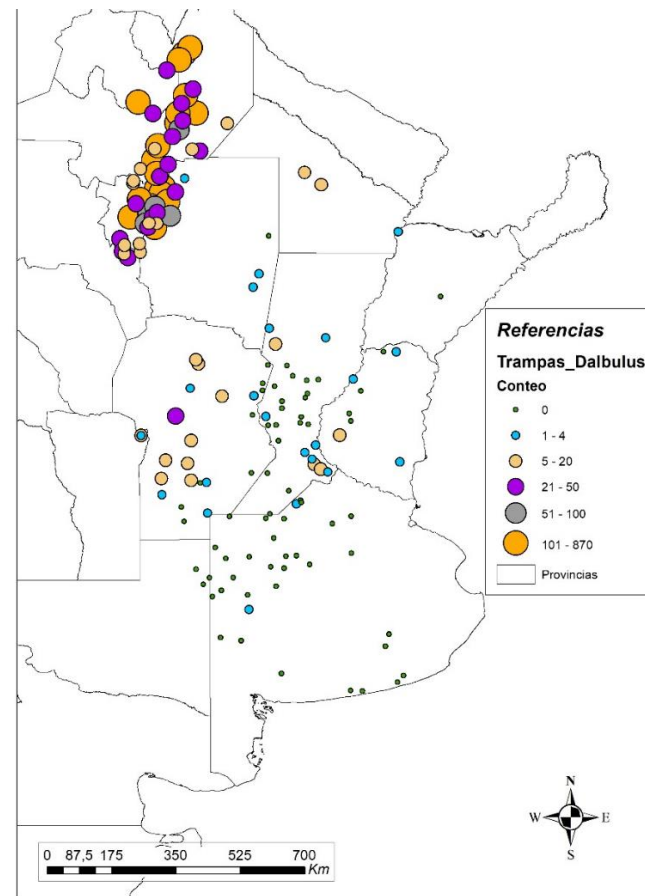 Referencias
Trampas_Dalbulus
Conteo
0
1 - 4
5 - 20
21 - 50
51 - 100
101 - 870
Provincias
N
W E
S
0 87,5 175 350 525 700
Km